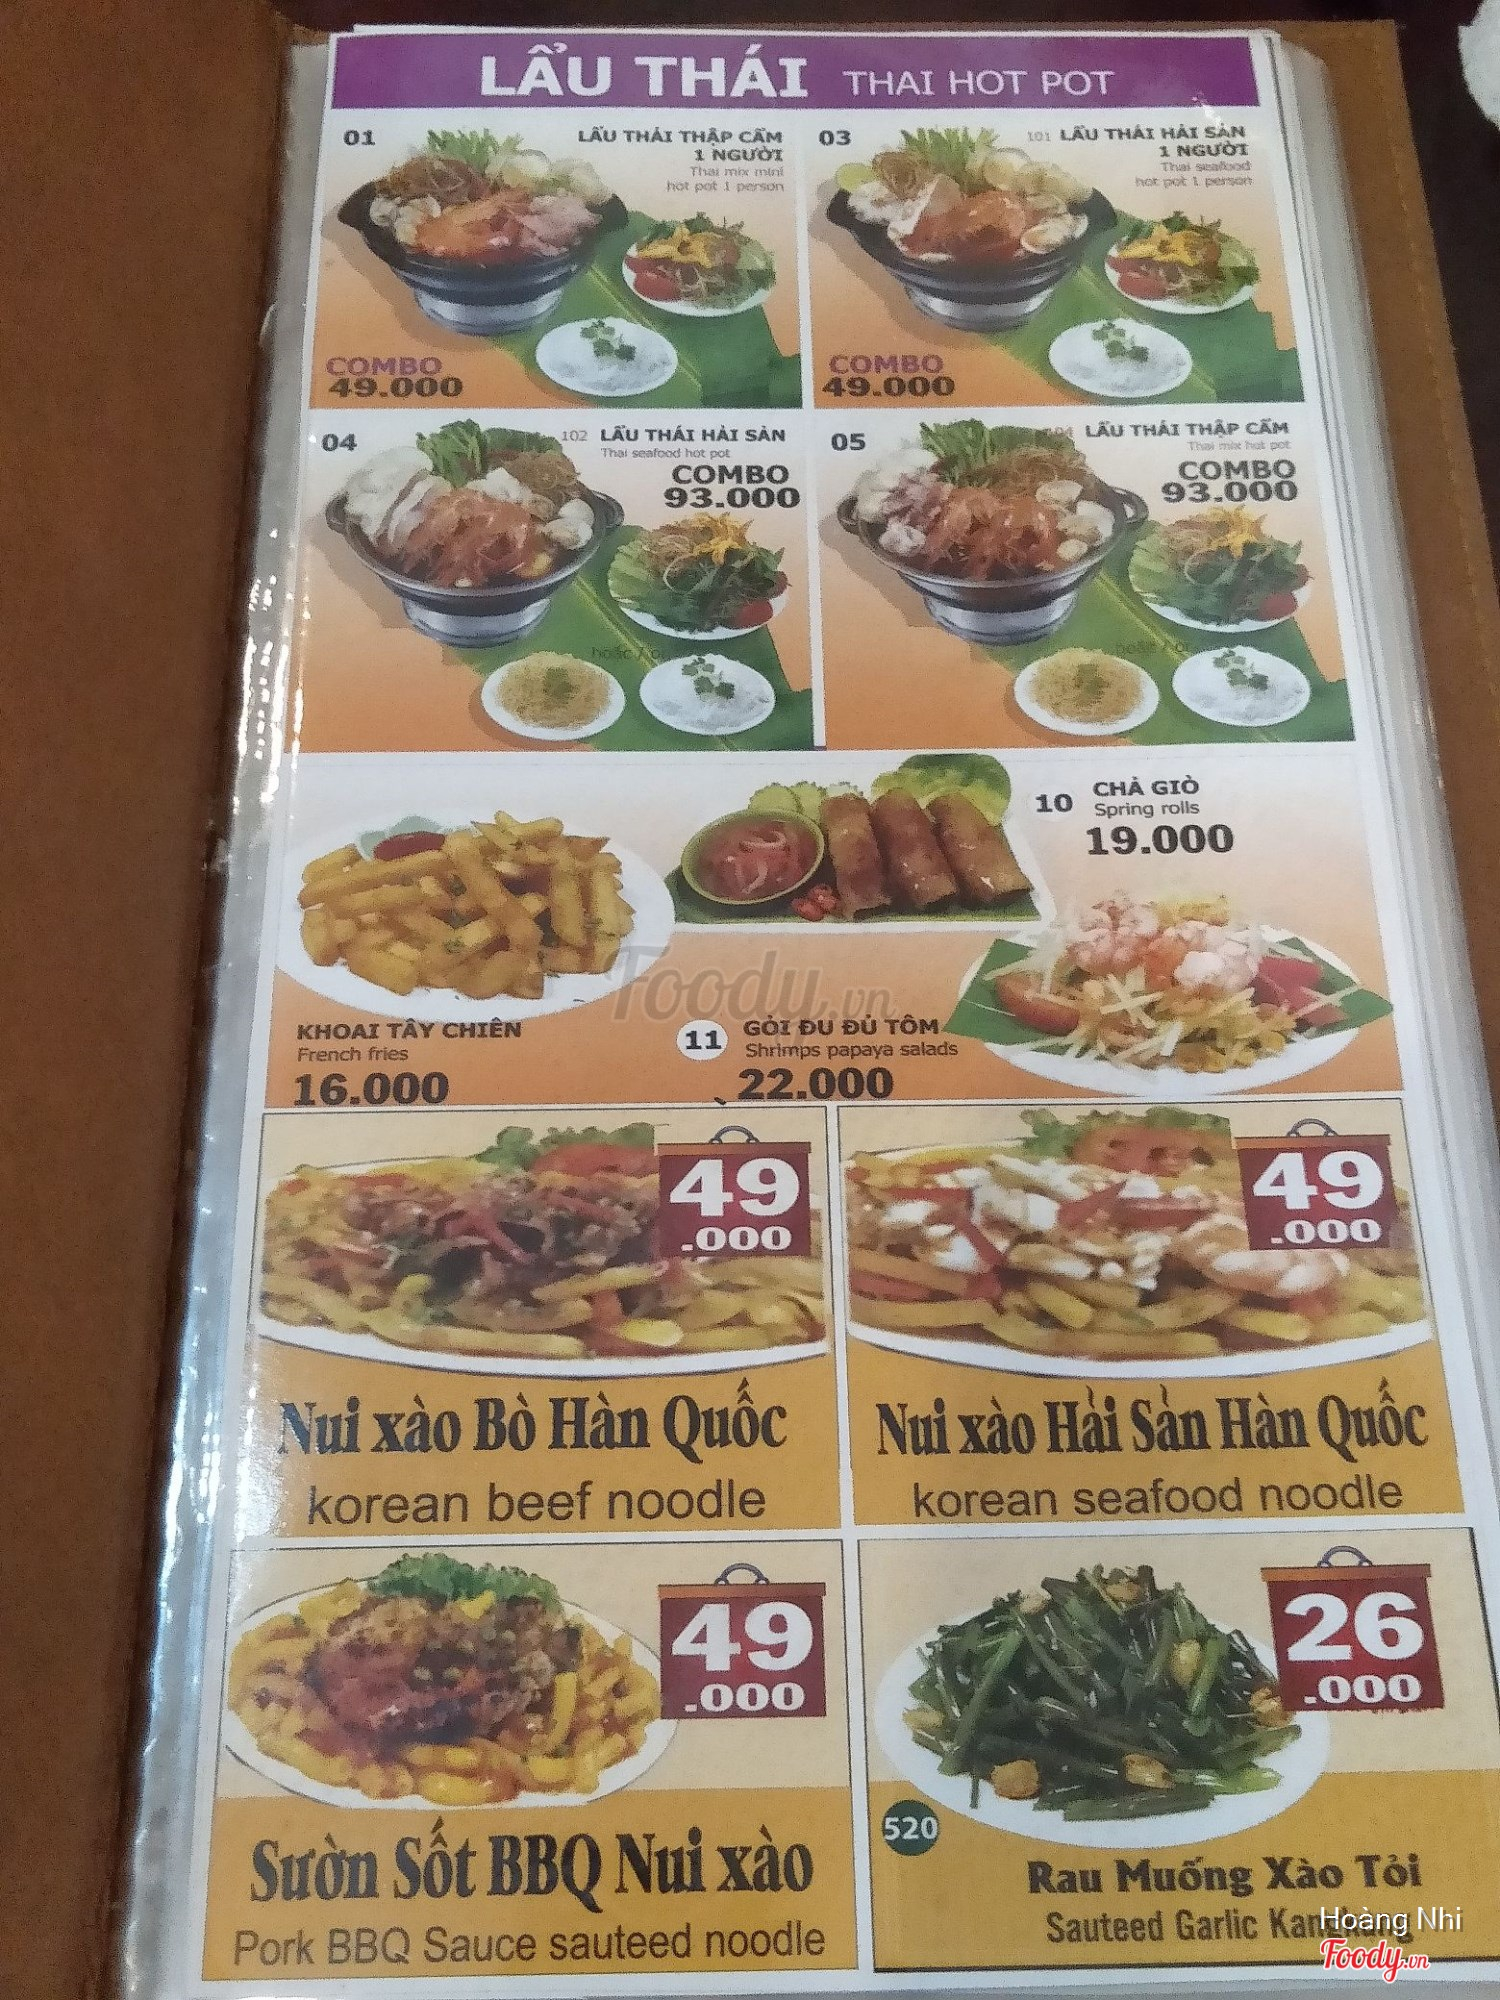 LẨU THÁI THAI HOT POT
01
LẨU THÁI THẬP CẨM
1 NGƯỜI
Thai mix mini
hot pot 1 person
COMBO
49.000
03
101 LẨU THÁI HẢI SẢN
1 NGƯỜI
Thai seafood
hot pot 1 person
COMBO
49.000
04
102 LẨU THÁI HẢI SẢN
Thai seafood hot pot
COMBO
93.000
hoặc
05
104 LẨU THÁI THẬP CẨM
Thai mix hot pot
COMBO
93.000
hoặc
10 CHẢ GIÒ
Spring rolls
19.000
KHOAI TÂY CHIÊN
French fries
16.000
11 GỎI ĐU ĐỦ TÔM
Shrimps papaya salads
22.000
Foody.vn
49
.000
Nui xào Bò Hàn Quốc
korean beef noodle
49
.000
Nui xào Hải Sản Hàn Quốc
korean seafood noodle
49
.000
Sườn Sốt BBQ Nui xào
Pork BBQ Sauce sauteed noodle
26
.000
520
Rau Muống Xào Tỏi
Sauteed Garlic
Hoàng Nhi
Foody.vn